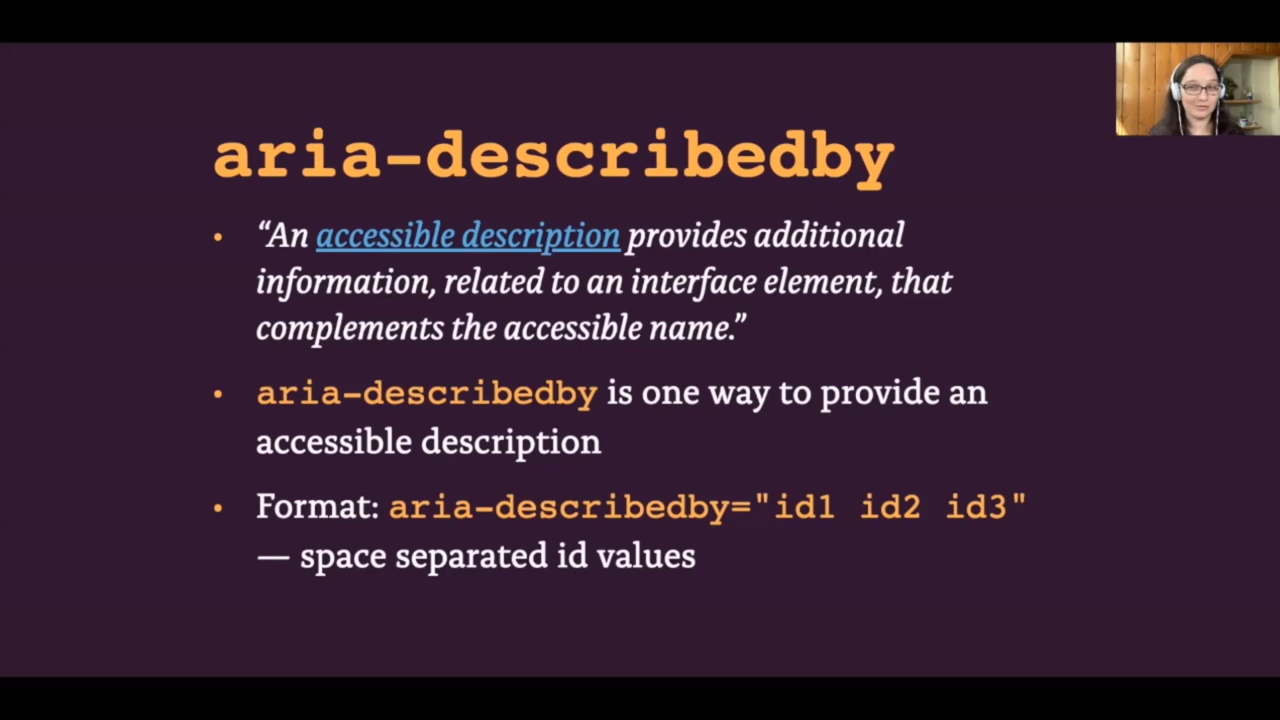 aria-describedby
• “An accessible description provides additional
information, related to an interface element, that
complements the accessible name.”
• aria-describedby is one way to provide an
accessible description
• Format: aria-describedby="id1 id2 id3"
— space separated id values